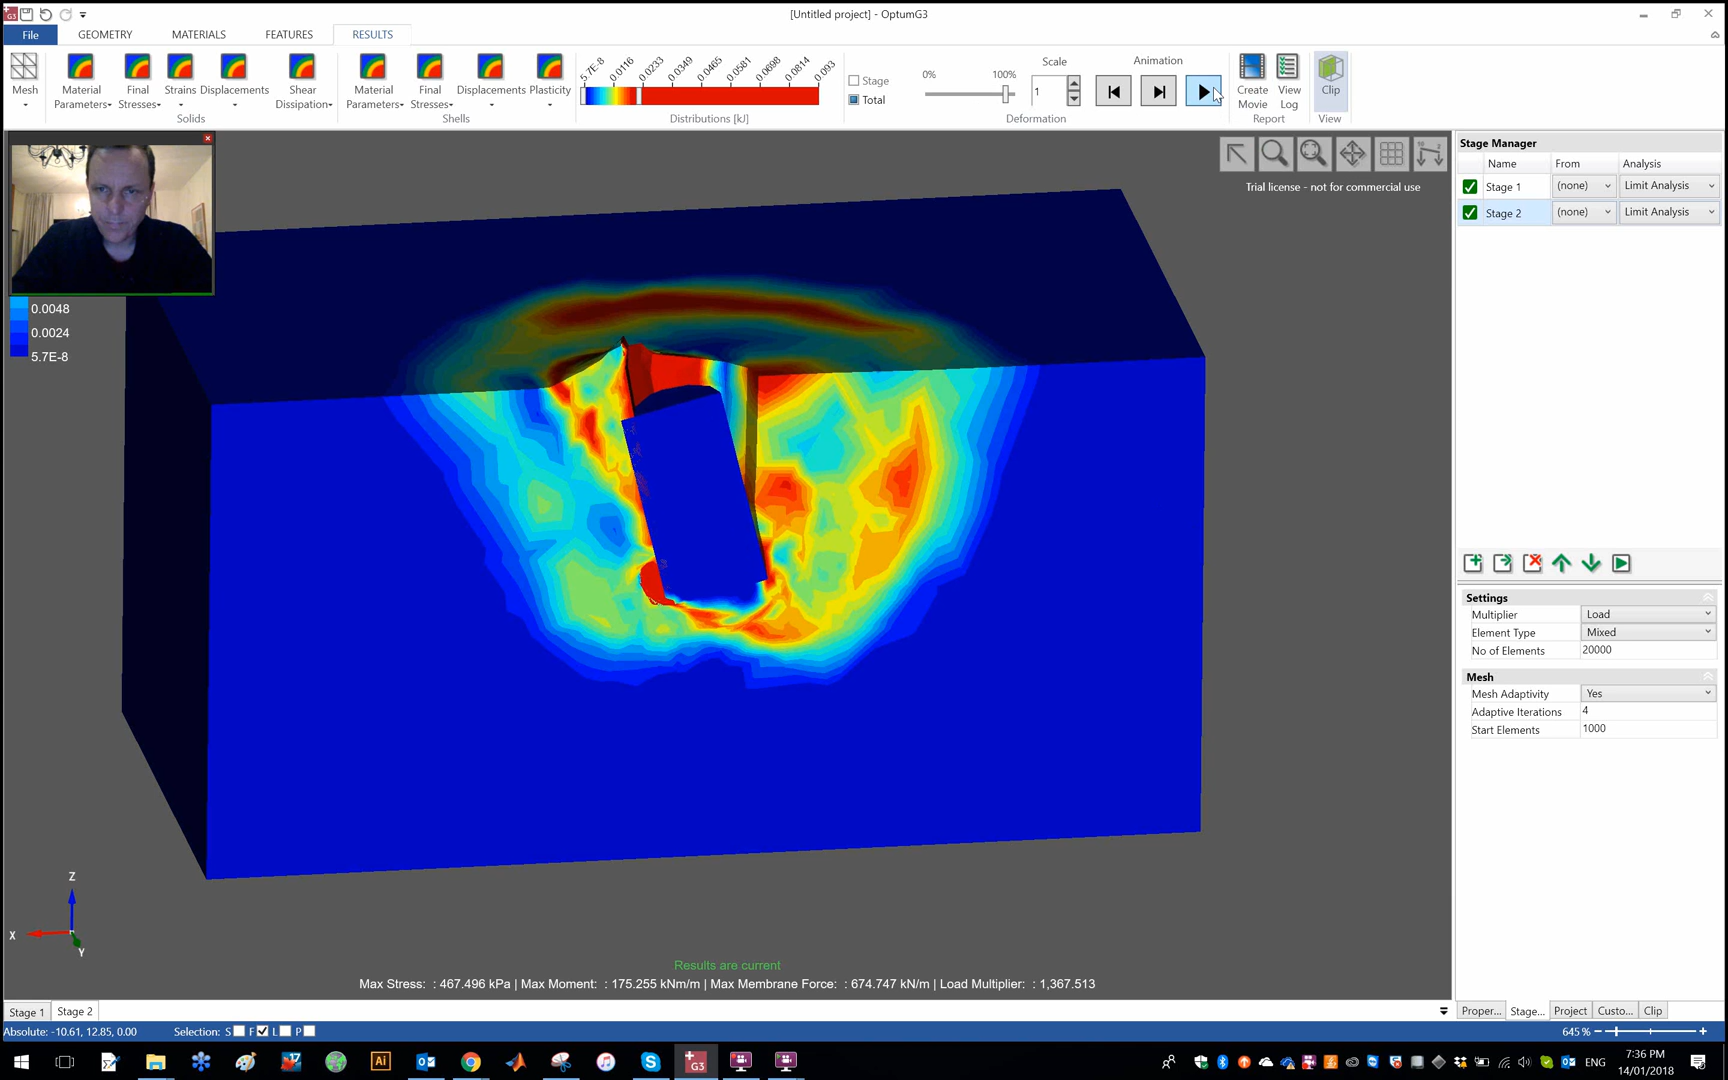 [Untitled project] - OptumG3
File
GEOMETRY
MATERIALS
FEATURES
RESULTS
Mesh
Material Parameters
Final Stresses
Strains
Displacements
Shear Dissipation
Solids
Material Parameters
Final Stresses
Displacements
Plasticity
Shells
5.7E-8
0.0116
0.0233
0.0349
0.0465
0.0581
0.0698
0.0814
0.093
Distributions [kJ]
Stage
Total
0%
100%
Scale
1
Animation
Deformation
Create Movie
View Log
Report
Clip
View
Trial license - not for commercial use
0.0048
0.0024
5.7E-8
Z
X
Y
Results are current
Max Stress: : 467.496 kPa | Max Moment: : 175.255 kNm/m | Max Membrane Force: : 674.747 kN/m | Load Multiplier: : 1,367.513
Stage Manager
Name From Analysis
Stage 1 (none) Limit Analysis
Stage 2 (none) Limit Analysis
Settings
Multiplier Load
Element Type Mixed
No of Elements 20000
Mesh
Mesh Adaptivity Yes
Adaptive Iterations 4
Start Elements 1000
Stage 1 Stage 2
Proper... Stage... Project Custo... Clip
Absolute: -10.61, 12.85, 0.00 Selection: S F L P
645 %
Ai
G3
ENG
7:36 PM
14/01/2018